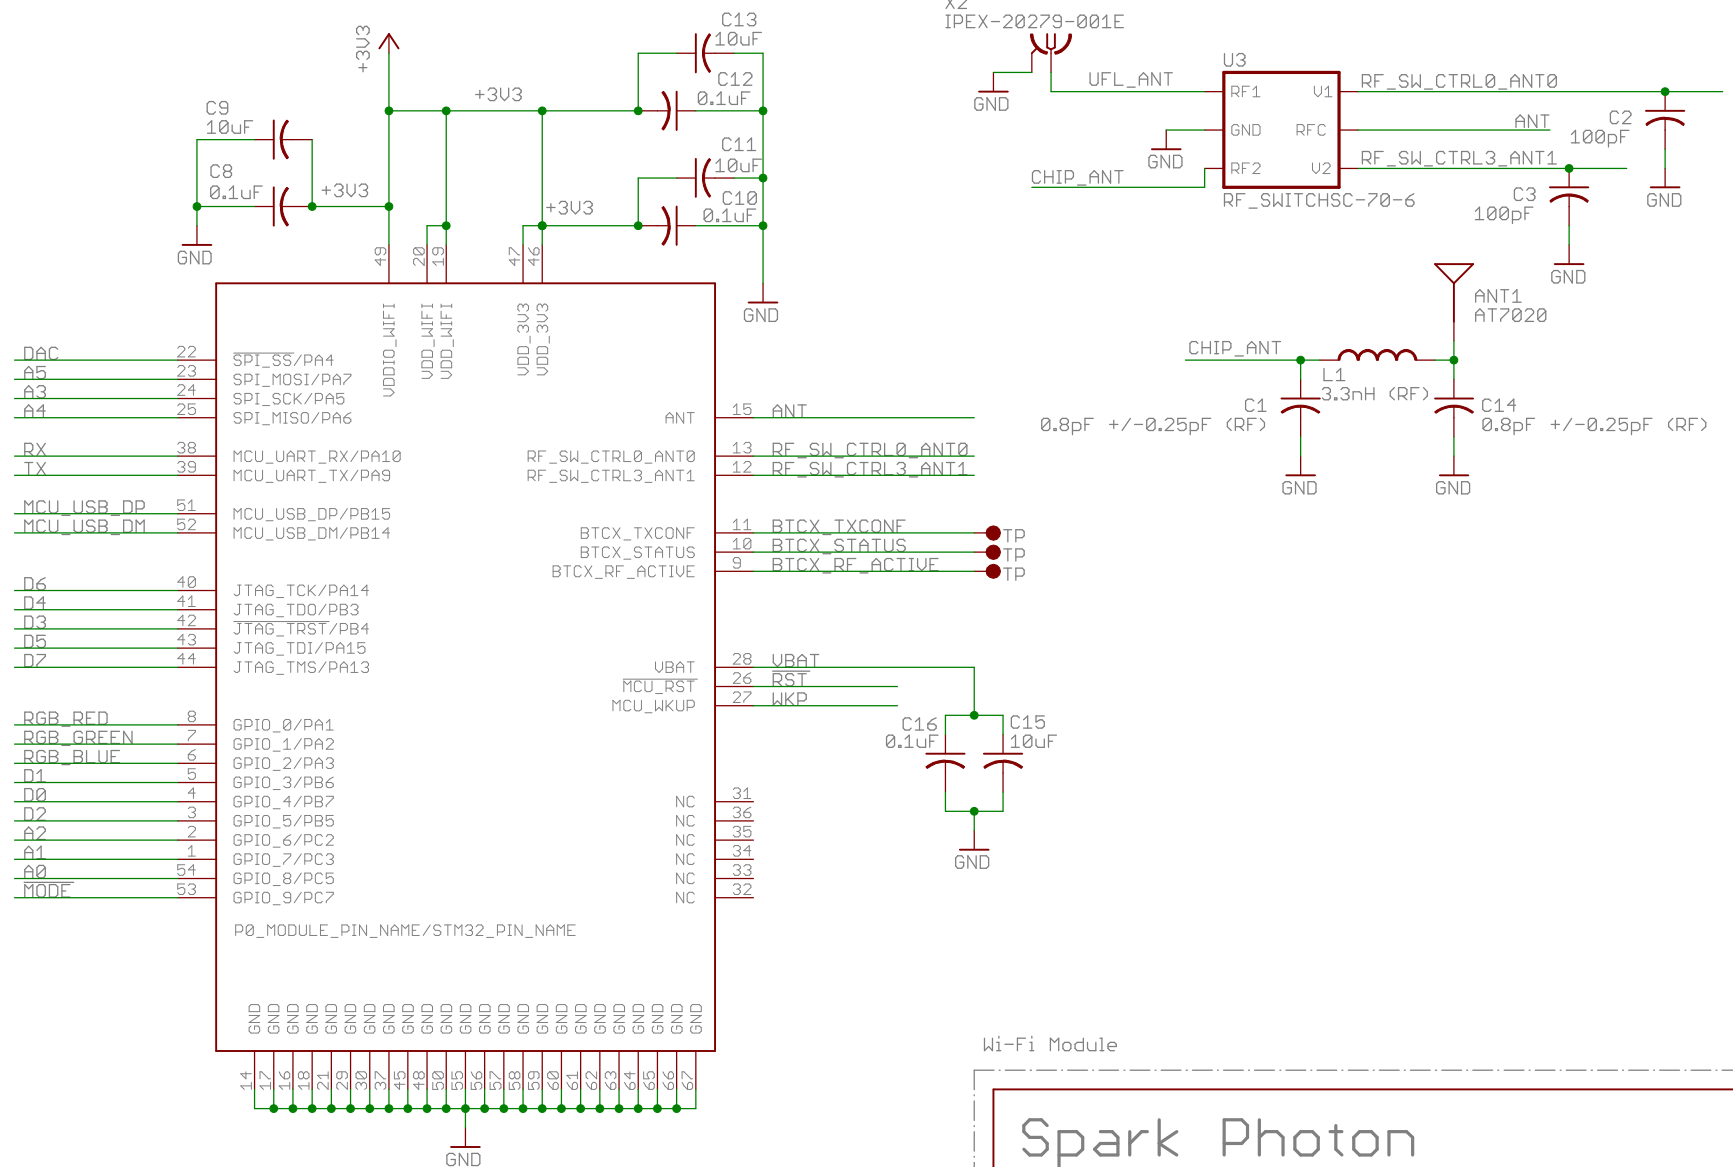 X2
IPEX-20279-001E
+3V3
C13
10uF
C12
0.1uF
+3V3
C9
10uF
C8
0.1uF
+3V3
C11
10uF
C10
0.1uF
+3V3
GND
GND
49
20
19
47
46
VDDIO_WIFI
VDD_WIFI
VDD_WIFI
VDD_3V3
VDD_3V3
UFL_ANT
GND
U3
RF1
V1
GND
RFC
RF2
V2
RF_SWITCHSC-70-6
GND
CHIP_ANT
RF_SW_CTRL0_ANT0
ANT
RF_SW_CTRL3_ANT1
C2
100pF
GND
C3
100pF
GND
ANT1
AT7020
CHIP_ANT
L1
3.3nH (RF)
C1
0.8pF +/-0.25pF (RF)
C14
0.8pF +/-0.25pF (RF)
GND
GND
DAC 22 SPI_SS/PA4
A5 23 SPI_MOSI/PA7
A3 24 SPI_SCK/PA5
A4 25 SPI_MISO/PA6
RX 38 MCU_UART_RX/PA10
TX 39 MCU_UART_TX/PA9
MCU_USB_DP 51 MCU_USB_DP/PB15
MCU_USB_DM 52 MCU_USB_DM/PB14
D6 40 JTAG_TCK/PA14
D4 41 JTAG_TDO/PB3
D3 42 JTAG_TRST/PB4
D5 43 JTAG_TDI/PA15
D7 44 JTAG_TMS/PA13
RGB_RED 8 GPIO_0/PA1
RGB_GREEN 7 GPIO_1/PA2
RGB_BLUE 6 GPIO_2/PA3
D1 5 GPIO_3/PB6
D0 4 GPIO_4/PB7
D2 3 GPIO_5/PB5
A2 2 GPIO_6/PC2
A1 1 GPIO_7/PC3
A0 54 GPIO_8/PC5
MODE 53 GPIO_9/PC7
ANT 15 ANT
RF_SW_CTRL0_ANT0 13 RF_SW_CTRL0_ANT0
RF_SW_CTRL3_ANT1 12 RF_SW_CTRL3_ANT1
BTCX_TXCONF 11 BTCX_TXCONF TP
BTCX_STATUS 10 BTCX_STATUS TP
BTCX_RF_ACTIVE 9 BTCX_RF_ACTIVE TP
VBAT 28 VBAT
MCU_RST 26 RST
MCU_WKUP 27 WKP
C16
0.1uF
C15
10uF
GND
NC 31
NC 36
NC 35
NC 34
NC 33
NC 32
P0_MODULE_PIN_NAME/STM32_PIN_NAME
GND GND GND GND GND GND GND GND GND GND GND GND GND GND GND GND GND GND GND GND GND GND GND GND
14 17 16 18 21 29 30 37 45 48 50 55 56 57 58 59 60 61 62 63 64 65 66 67
GND
Wi-Fi Module
Spark Photon